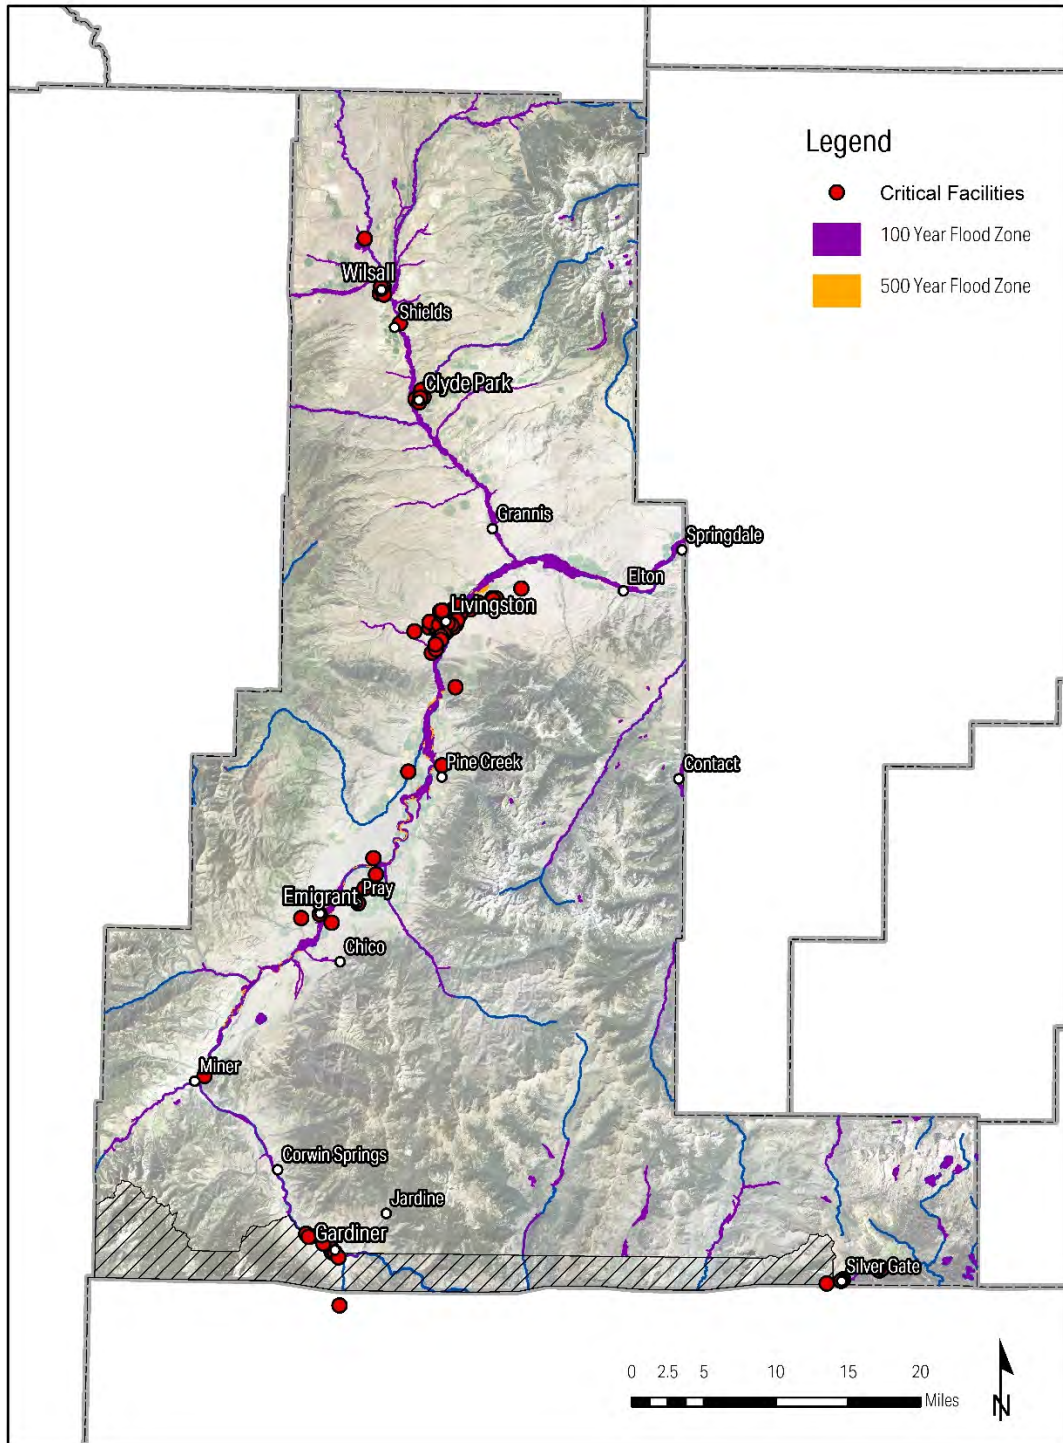 Legend
Critical Facilities
100 Year Flood Zone
500 Year Flood Zone
Wilsall
Shields
Clyde Park
Grannis
Springdale
Elton
Livingston
Pine Creek
Contact
Pray
Emigrant
Chico
Miner
Corwin Springs
Jardine
Gardiner
Silver Gate
0 2.5 5 10 15 20
Miles
N